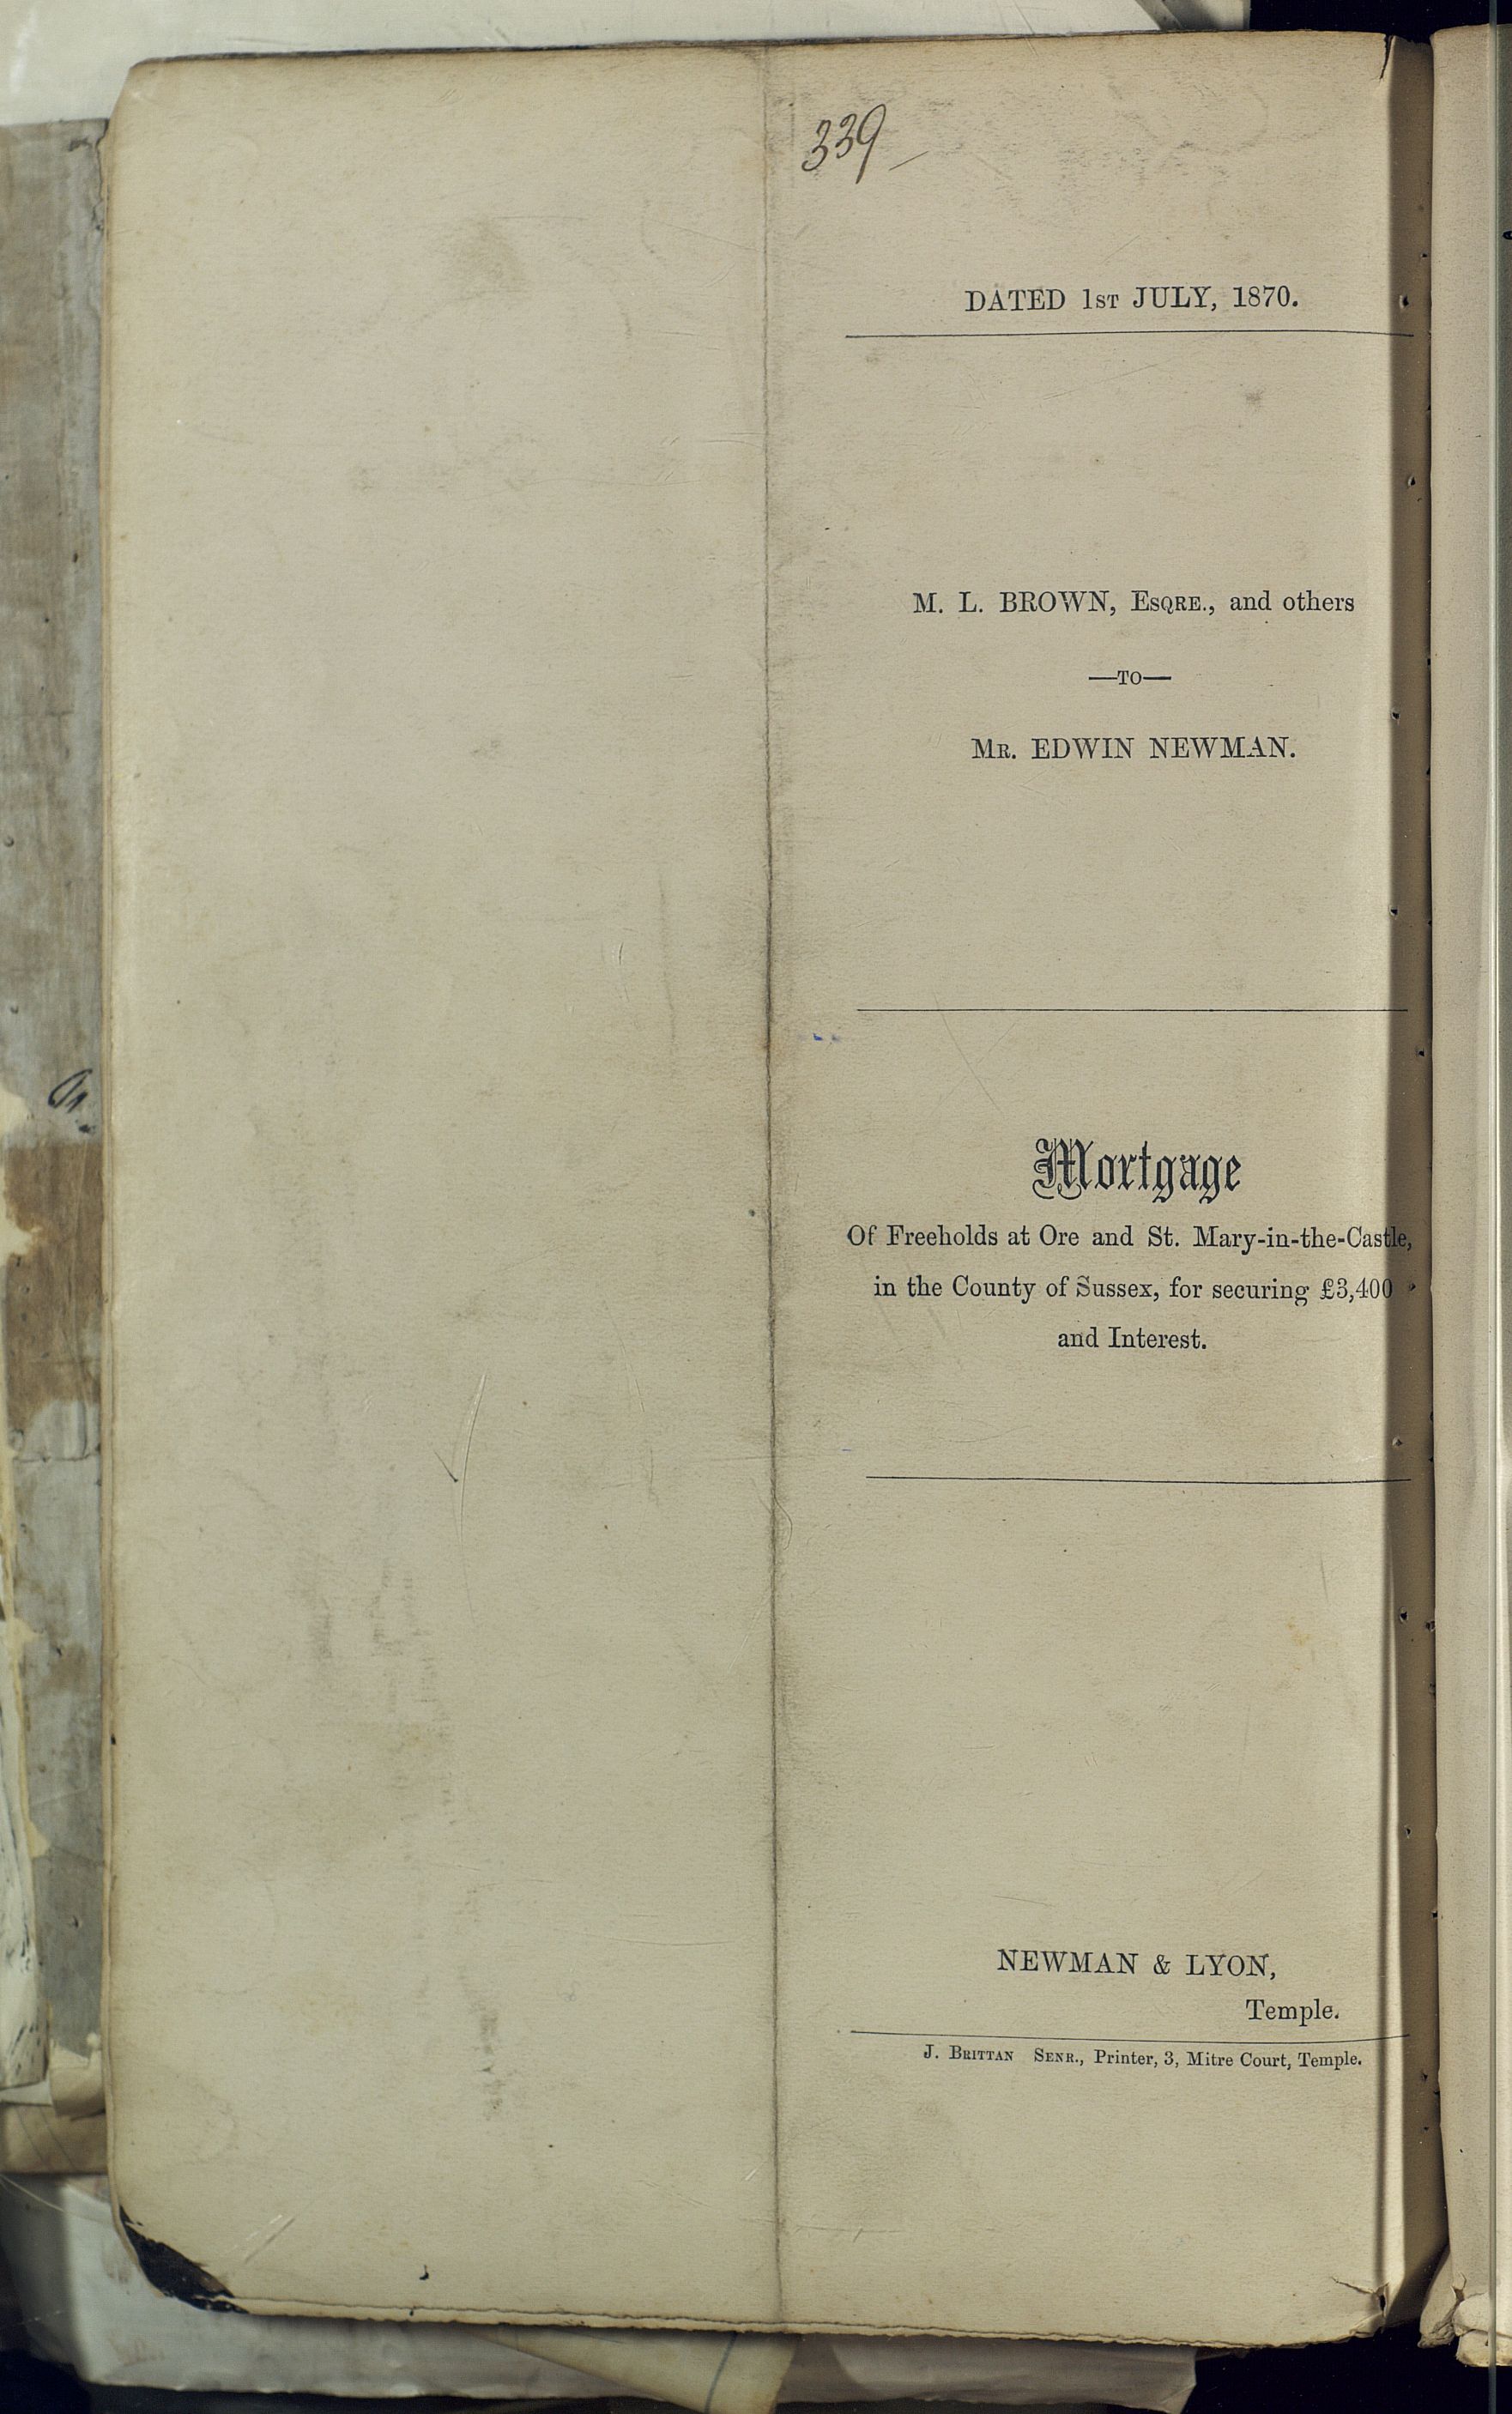 339
DATED 1ST JULY, 1870.
M. L. BROWN, ESQRE., and others
—TO—
MR. EDWIN NEWMAN.
Mortgage
Of Freeholds at Ore and St. Mary-in-the-Castle,
in the County of Sussex, for securing £3,400
and Interest.
NEWMAN & LYON,
Temple.
J. BRITTAN SENR., Printer, 3, Mitre Court, Temple.